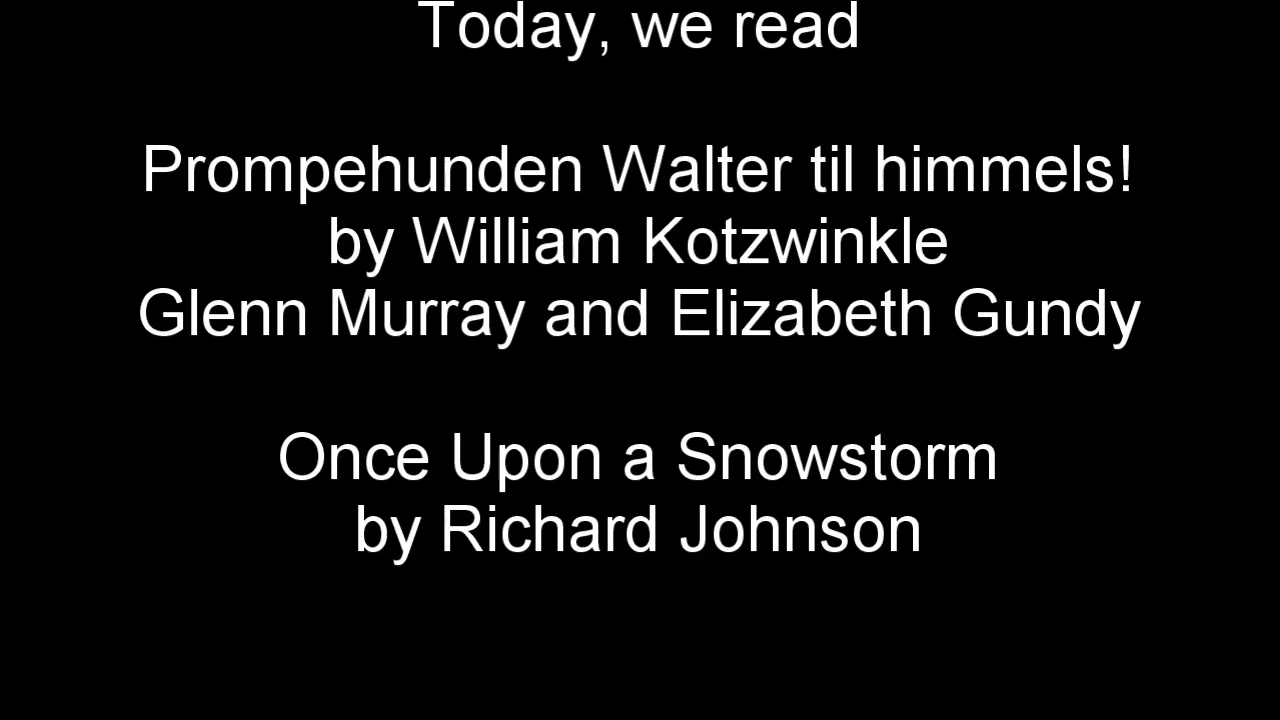 Today, we read
Prompehunden Walter til himmels!
by William Kotzwinkle
Glenn Murray and Elizabeth Gundy
Once Upon a Snowstorm
by Richard Johnson